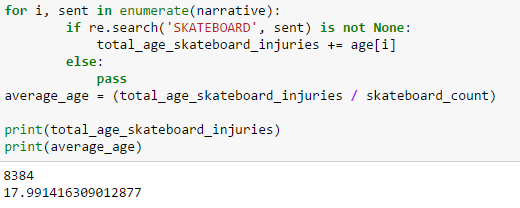 for i, sent in enumerate(narrative):
        if re.search('SKATEBOARD', sent) is not None:
            total_age_skateboard_injuries += age[i]
        else:
            pass
average_age = (total_age_skateboard_injuries / skateboard_count)

print(total_age_skateboard_injuries)
print(average_age)
8384
17.991416309012877